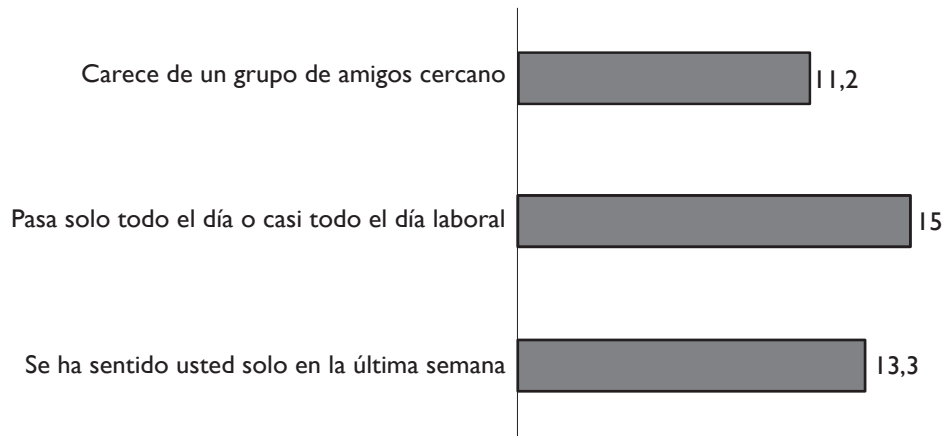 Carece de un grupo de amigos cercano
11,2
Pasa solo todo el día o casi todo el día laboral
15
Se ha sentido usted solo en la última semana
13,3